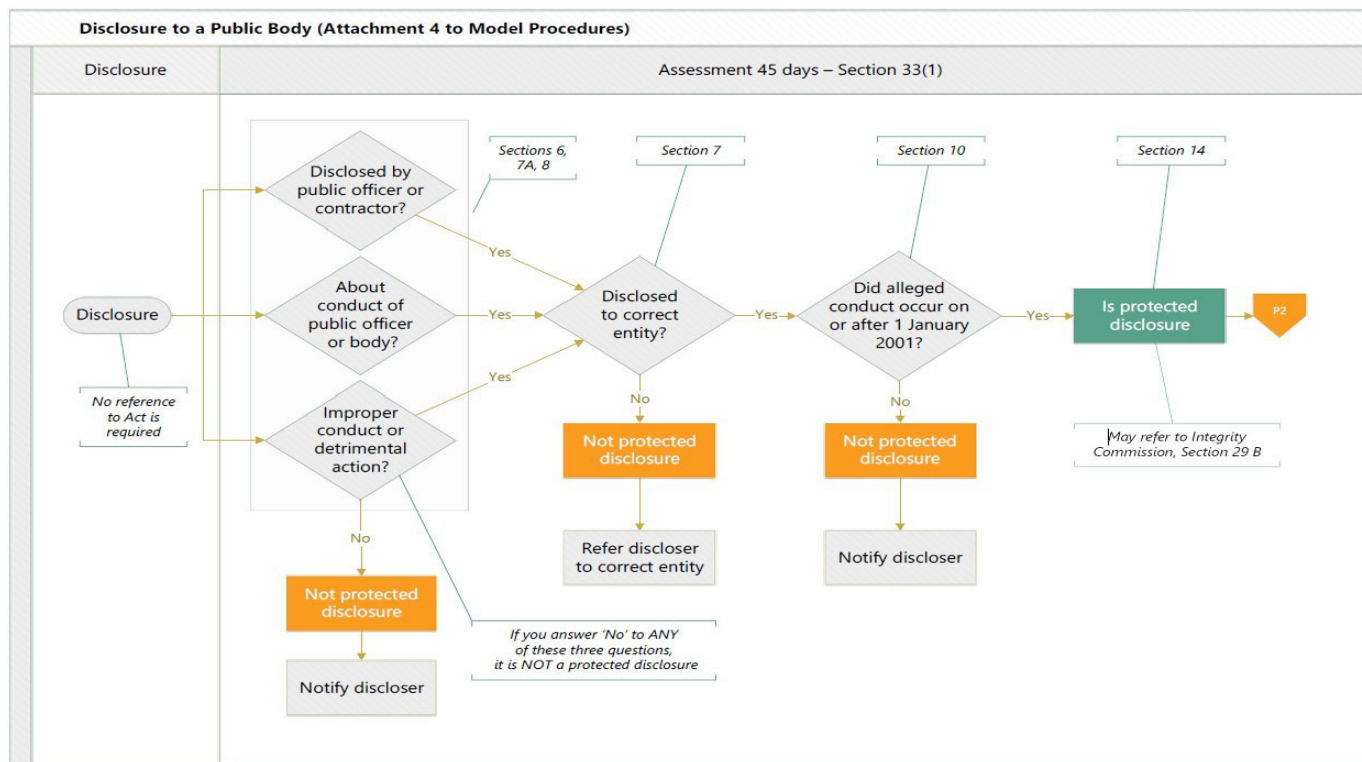 Disclosure to a Public Body (Attachment 4 to Model Procedures)
Disclosure
Assessment 45 days – Section 33(1)
Disclosed by
public officer or
contractor?
Sections 6,
7A, 8
Section 7
Section 10
Section 14
Yes
Disclosure
About
conduct of
public officer
or body?
Yes
Disclosed
to correct
entity?
Yes
Did alleged
conduct occur on
or after 1 January
2001?
Yes
Is protected
disclosure
P2
No reference
to Act is
required
Yes
Improper
conduct or
detrimental
action?
No
Not protected
disclosure
No
Not protected
disclosure
May refer to Integrity
Commission, Section 29 B
No
Refer discloser
to correct entity
Notify discloser
Not protected
disclosure
If you answer ‘No’ to ANY
of these three questions,
it is NOT a protected disclosure
Notify discloser